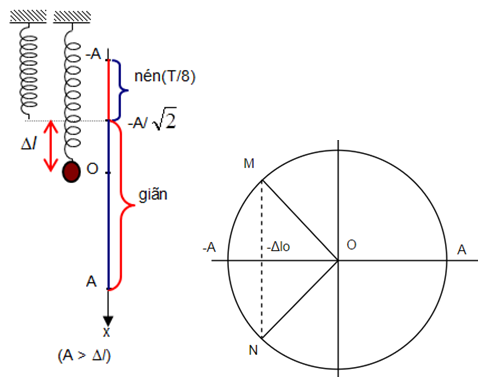 -A
nén(T/8)
-A/√2
Δl
O
giãn
A
x
(A > Δl)
M
-A
-Δlo
O
A
N